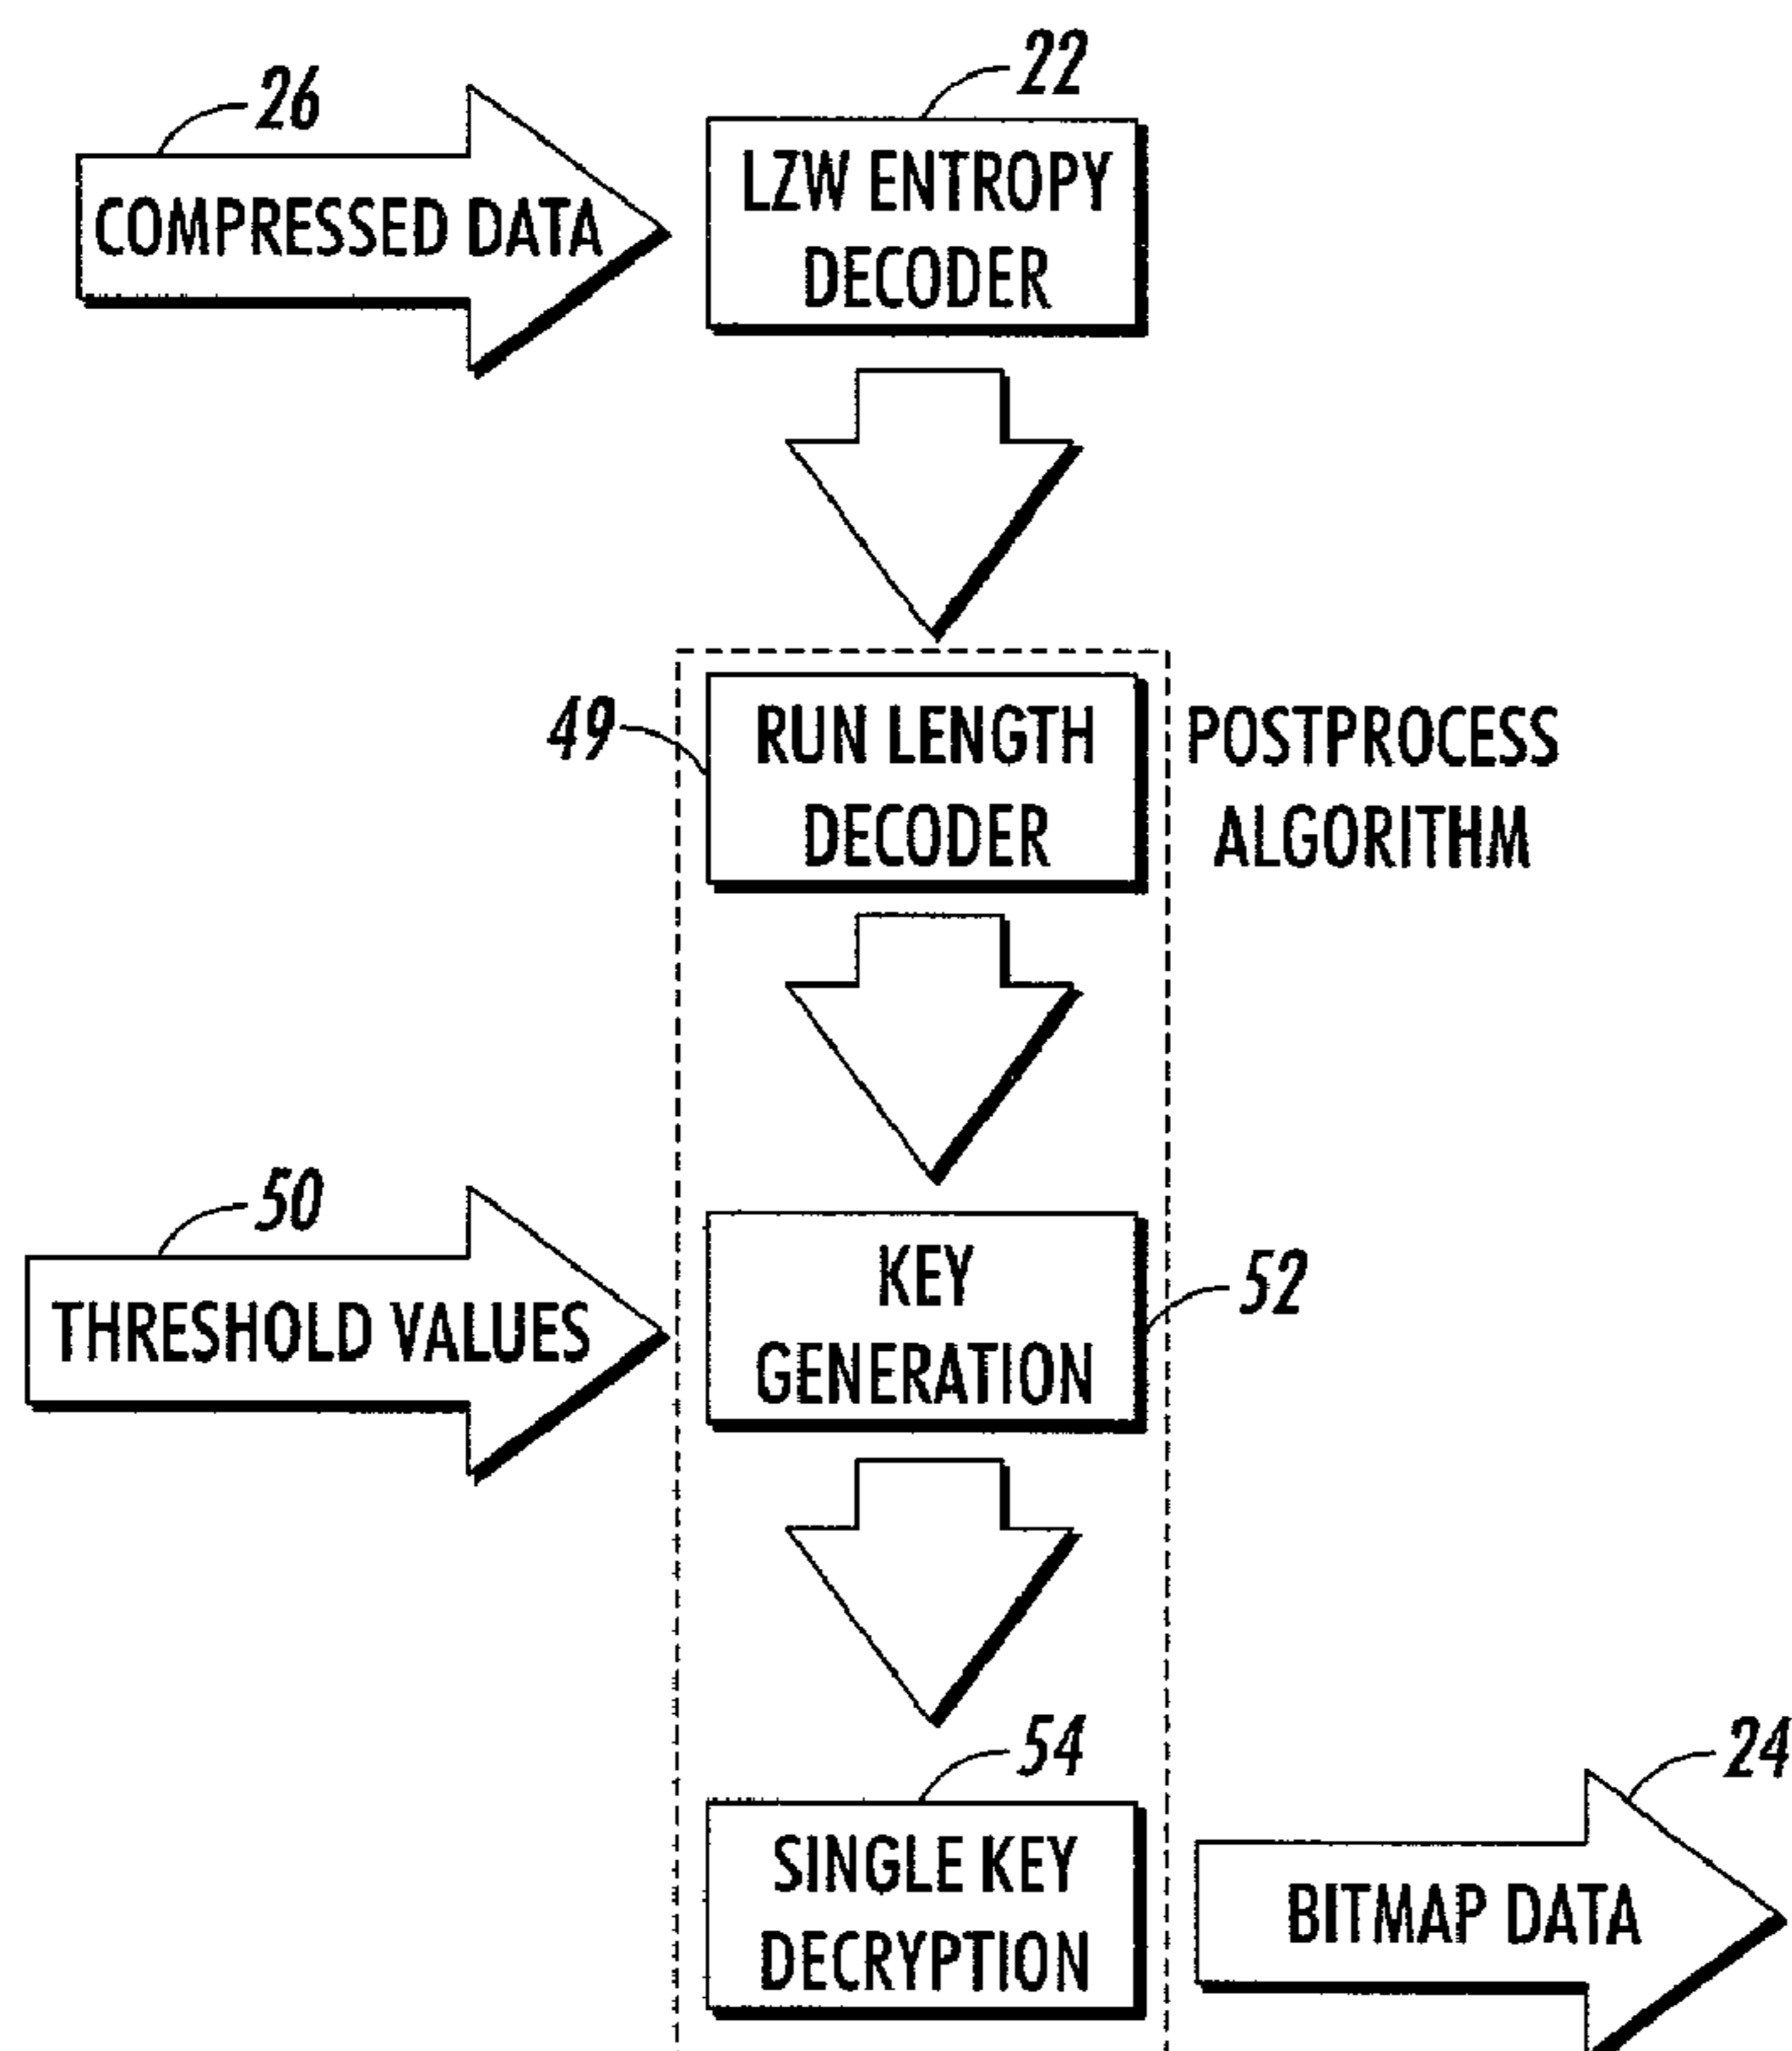 22
26
COMPRESSED DATA
LZW ENTROPY
DECODER
49
RUN LENGTH
DECODER
POSTPROCESS
ALGORITHM
50
THRESHOLD VALUES
KEY
GENERATION
52
54
SINGLE KEY
DECRYPTION
24
BITMAP DATA